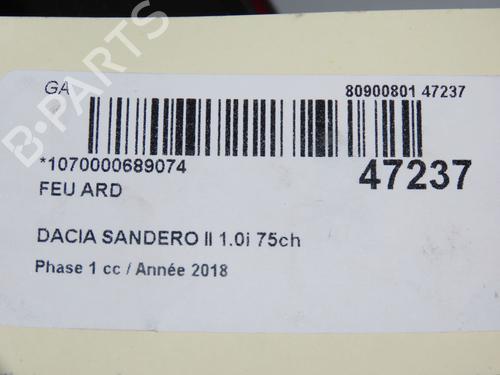 GA 80900801 47237
*1070000689074 47237
FEU ARD
DACIA SANDERO II 1.0i 75ch
Phase 1 cc / Année 2018
B-PARTS